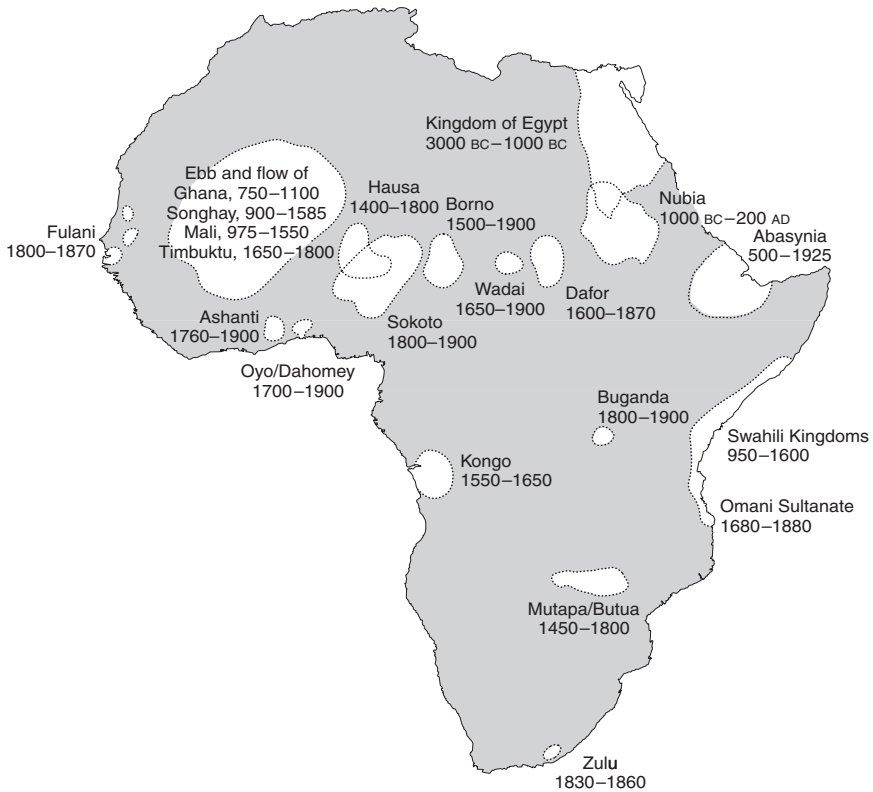 Kingdom of Egypt
3000 BC–1000 BC
Ebb and flow of
Ghana, 750–1100
Songhay, 900–1585
Mali, 975–1550
Timbuktu, 1650–1800
Hausa
1400–1800
Borno
1500–1900
Nubia
1000 BC–200 AD
Abasynia
500–1925
Fulani
1800–1870
Wadai
1650–1900
Dafor
1600–1870
Ashanti
1760–1900
Sokoto
1800–1900
Oyo/Dahomey
1700–1900
Buganda
1800–1900
Swahili Kingdoms
950–1600
Kongo
1550–1650
Omani Sultanate
1680–1880
Mutapa/Butua
1450–1800
Zulu
1830–1860